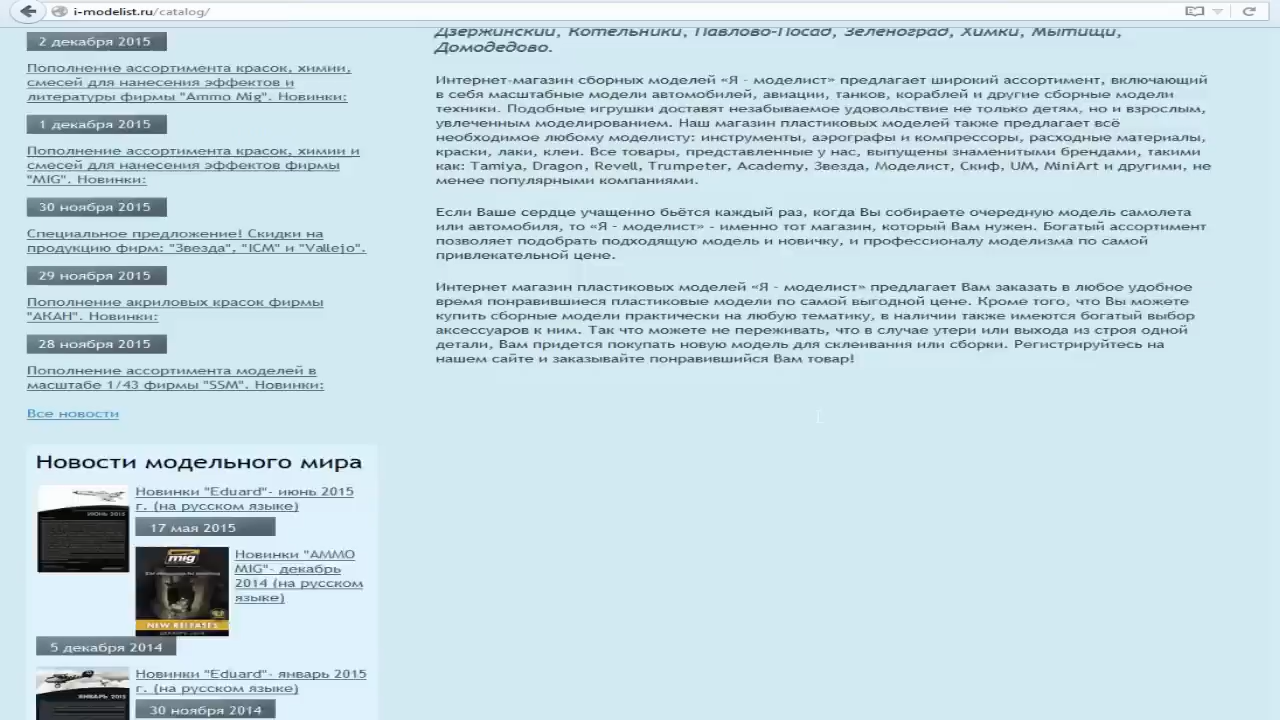 i-modelist.ru/catalog/
2 декабря 2015
Пополнение ассортимента красок, химии,
смесей для нанесения эффектов и
литературы фирмы "Ammo Mig". Новинки:
1 декабря 2015
Пополнение ассортимента красок, химии и
смесей для нанесения эффектов фирмы
"MIG". Новинки:
30 ноября 2015
Специальное предложение! Скидки на
продукцию фирм: "Звезда", "ICM" и "Vallejo".
29 ноября 2015
Пополнение акриловых красок фирмы
"АКАН". Новинки:
28 ноября 2015
Пополнение ассортимента моделей в
масштабе 1/43 фирмы "SSM". Новинки:
Все новости
Новости модельного мира
Новинки "Eduard"- июнь 2015
г. (на русском языке)
17 мая 2015
ИЮНЬ 2015
Новинки "AMMO
MIG"- декабрь
2014 (на русском
языке)
mig
NEW RELEASES
5 декабря 2014
Новинки "Eduard"- январь 2015
г. (на русском языке)
ЯНВАРЬ 2015
30 ноября 2014
Дзержинский, Котельники, Павлово-Посад, Зеленоград, Химки, Мытищи,
Домодедово.
Интернет-магазин сборных моделей «Я - моделист» предлагает широкий ассортимент, включающий
в себя масштабные модели автомобилей, авиации, танков, кораблей и другие сборные модели
техники. Подобные игрушки доставят незабываемое удовольствие не только детям, но и взрослым,
увлеченным моделированием. Наш магазин пластиковых моделей также предлагает всё
необходимое любому моделисту: инструменты, аэрографы и компрессоры, расходные материалы,
краски, лаки, клеи. Все товары, представленные у нас, выпущены знаменитыми брендами, такими
как: Tamiya, Dragon, Revell, Trumpeter, Academy, Звезда, Моделист, Скиф, UM, MiniArt и другими, не
менее популярными компаниями.
Если Ваше сердце учащенно бьётся каждый раз, когда Вы собираете очередную модель самолета
или автомобиля, то «Я - моделист» - именно тот магазин, который Вам нужен. Богатый ассортимент
позволяет подобрать подходящую модель и новичку, и профессионалу моделизма по самой
привлекательной цене.
Интернет магазин пластиковых моделей «Я - моделист» предлагает Вам заказать в любое удобное
время понравившиеся пластиковые модели по самой выгодной цене. Кроме того, что Вы можете
купить сборные модели практически на любую тематику, в наличии также имеются богатый выбор
аксессуаров к ним. Так что можете не переживать, что в случае утери или выхода из строя одной
детали, Вам придется покупать новую модель для склеивания или сборки. Регистрируйтесь на
нашем сайте и заказывайте понравившийся Вам товар!